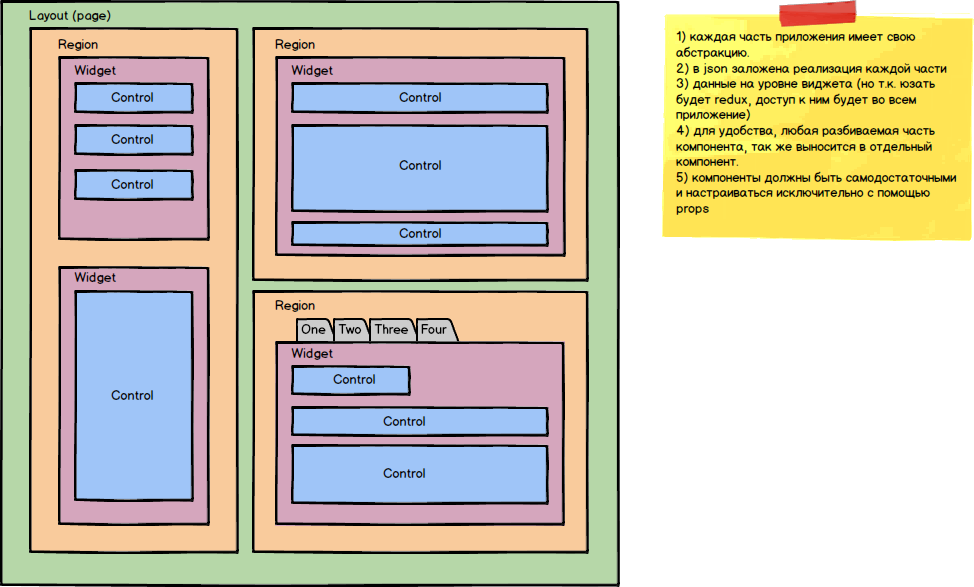 Layout (page)
Region
Widget
Control
Control
Control
Widget
Control
Region
Widget
Control
Control
Control
Region
One Two Three Four
Widget
Control
Control
Control
1) каждая часть приложения имеет свою
абстракцию.
2) в json заложена реализация каждой части
3) данные на уровне виджета (но т.к. юзать
будет redux, доступ к ним будет во всем
приложение)
4) для удобства, любая разбиваемая часть
компонента, так же выносится в отдельный
компонент.
5) компоненты должны быть самодостаточными
и настраиваться исключительно с помощью
props